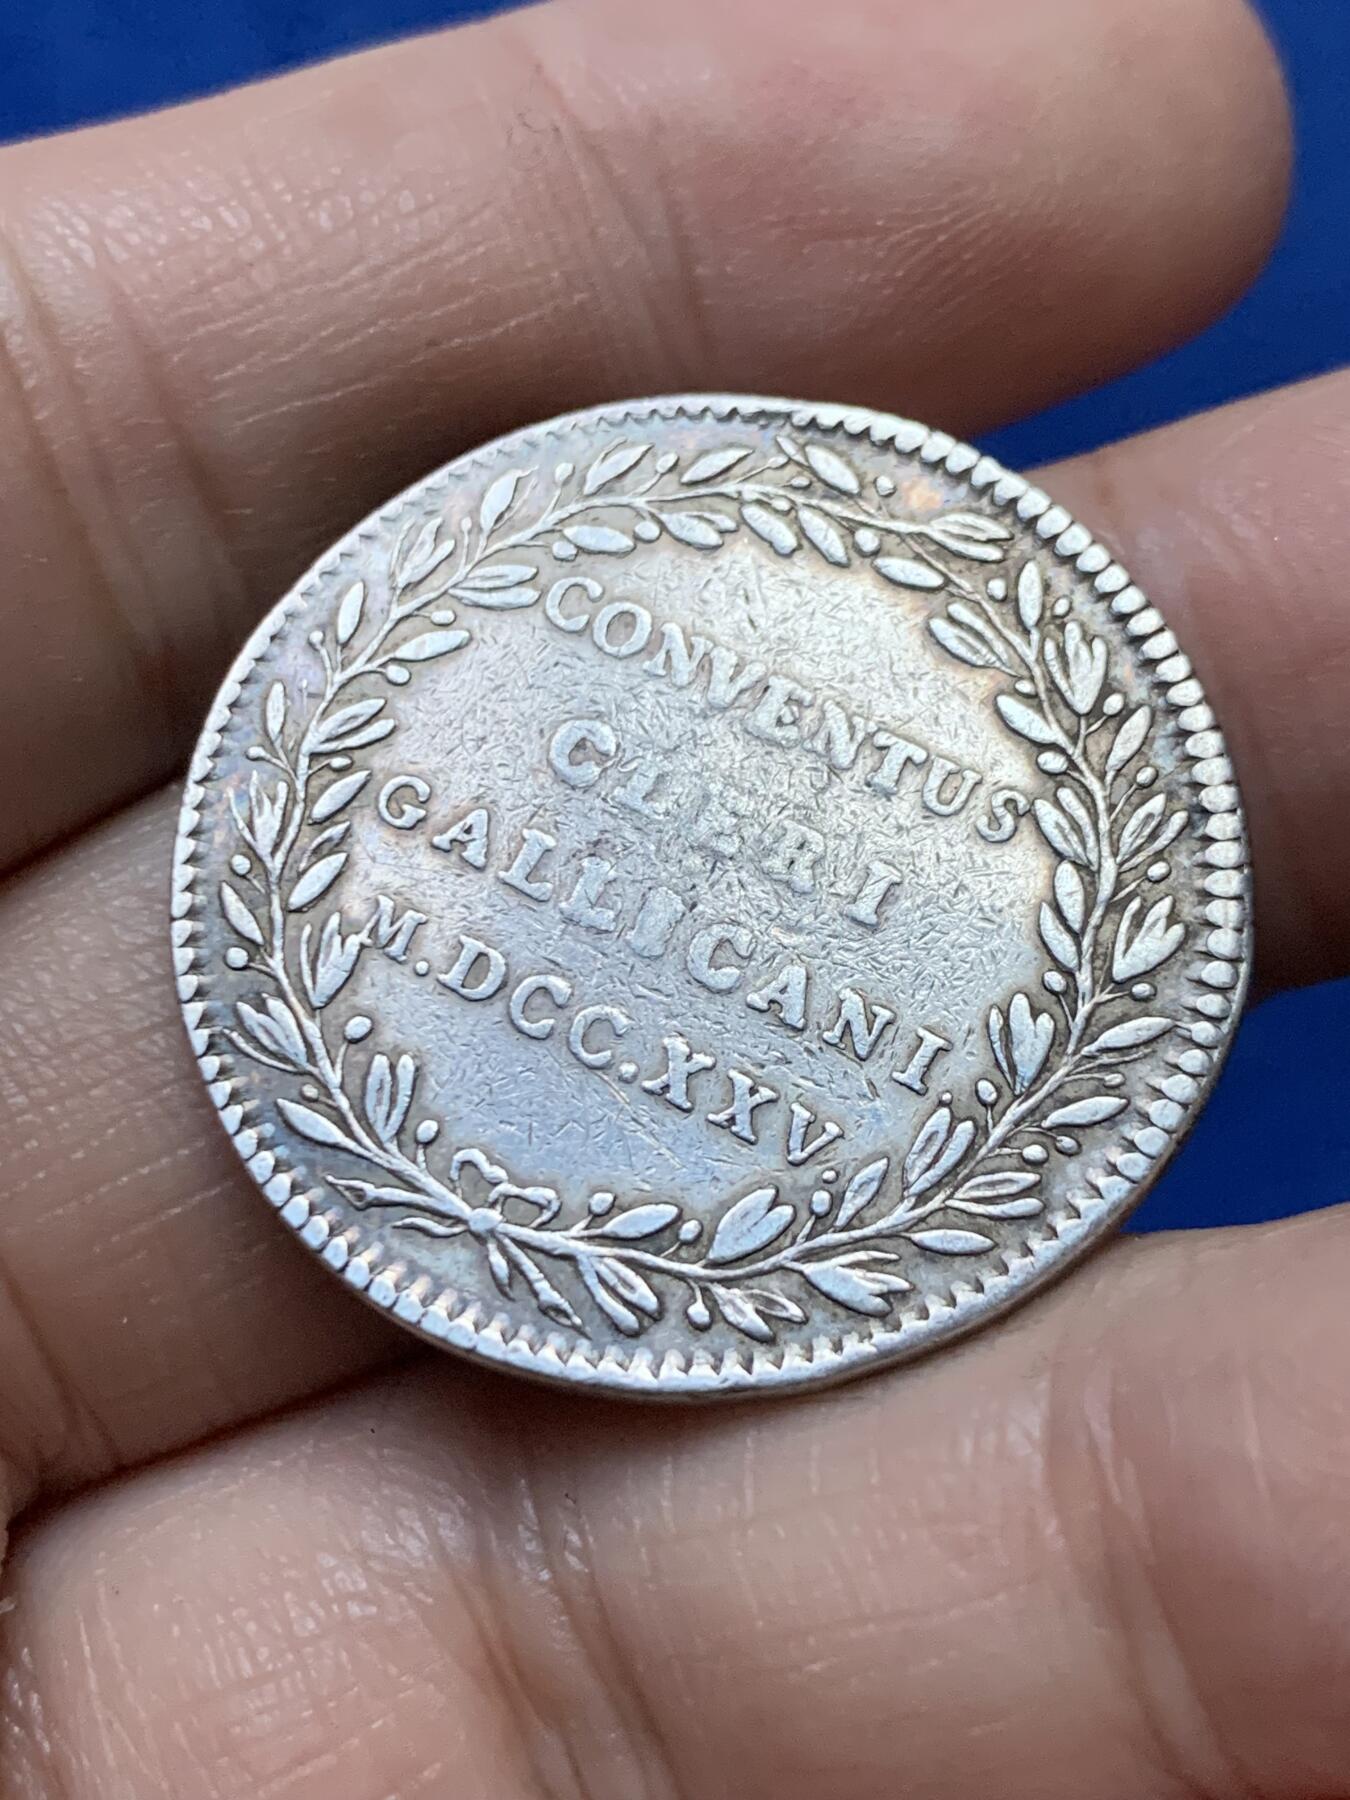 CONVENTUS
CLERI
GALLICANI
M.DCC.XXV